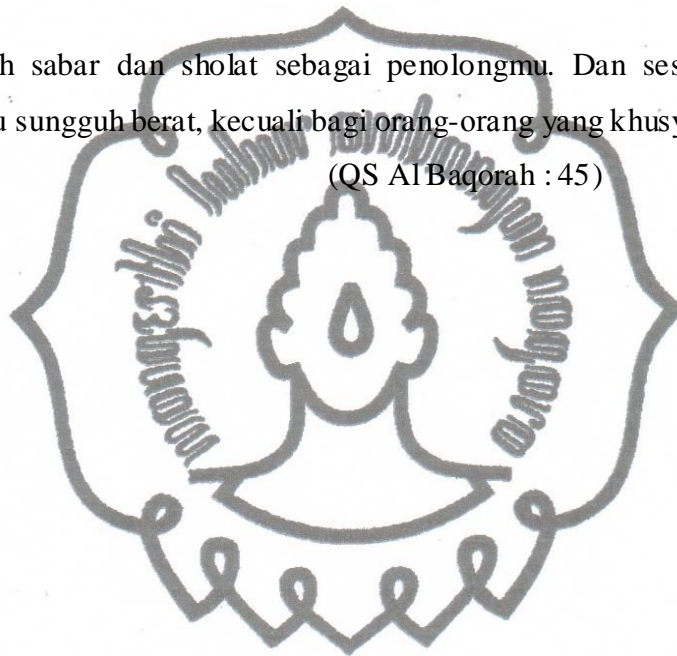 h sabar dan sholat sebagai penolongmu. Dan ses
u sungguh berat, kecuali bagi orang-orang yang khusy
(QS Al Baqorah : 45)